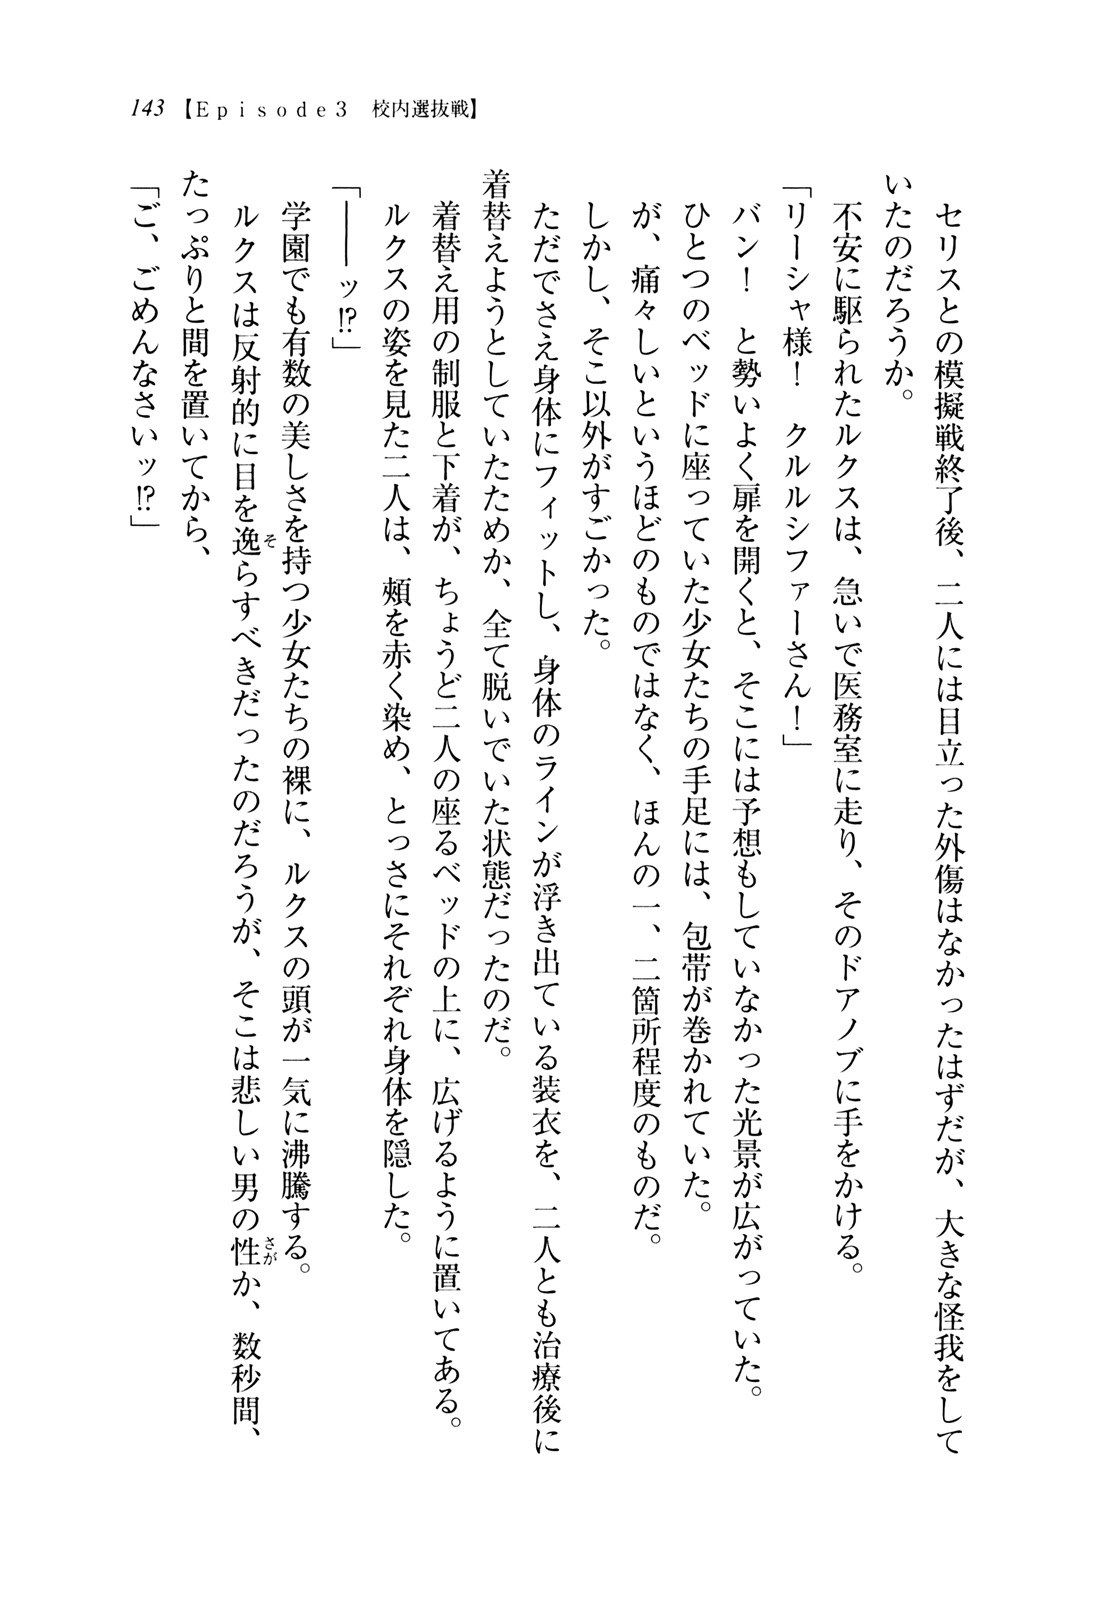 143 【Episode3　校内選抜戦】
　セリスとの模擬戦終了後、二人には目立った外傷はなかったはずだが、大きな怪我をして
いたのだろうか。
　不安に駆られたルクスは、急いで医務室に走り、そのドアノブに手をかける。
「リーシャ様！　クルルシファーさん！」
　バン！　と勢いよく扉を開くと、そこには予想もしていなかった光景が広がっていた。
　ひとつのベッドに座っていた少女たちの手足には、包帯が巻かれていた。
　が、痛々しいというほどのものではなく、ほんの一、二箇所程度のものだ。
　しかし、そこ以外がすごかった。
　ただでさえ身体にフィットし、身体のラインが浮き出ている装衣を、二人とも治療後に
着替えようとしていたためか、全て脱いでいた状態だったのだ。
　着替え用の制服と下着が、ちょうど二人の座るベッドの上に、広げるように置いてある。
　ルクスの姿を見た二人は、頰を赤く染め、とっさにそれぞれ身体を隠した。
「――ッ!?」
　学園でも有数の美しさを持つ少女たちの裸に、ルクスの頭が一気に沸騰する。
そ
さが
　ルクスは反射的に目を逸らすべきだったのだろうが、そこは悲しい男の性か、数秒間、
たっぷりと間を置いてから、
「ご、ごめんなさいッ!?」